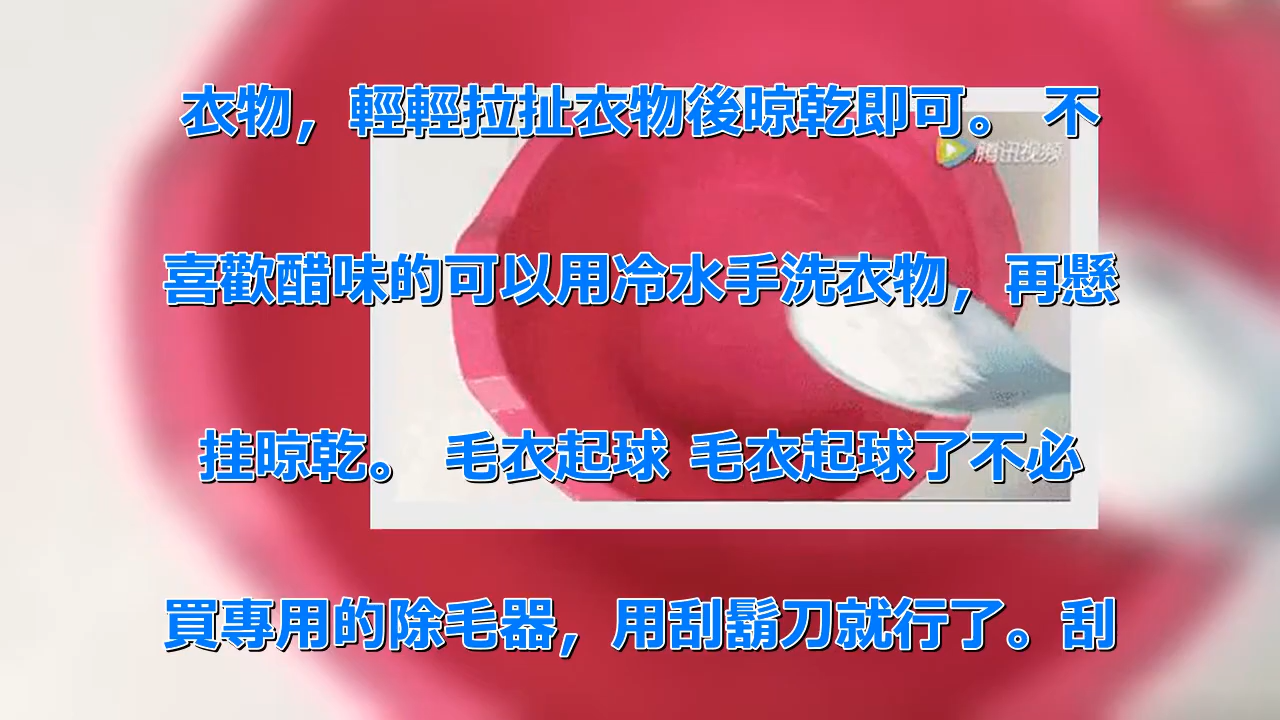 衣物，輕輕拉扯衣物後晾乾即可。 不
腾讯视频
喜歡醋味的可以用冷水手洗衣物，再懸
挂晾乾。 毛衣起球 毛衣起球了不必
買專用的除毛器，用刮鬍刀就行了。刮